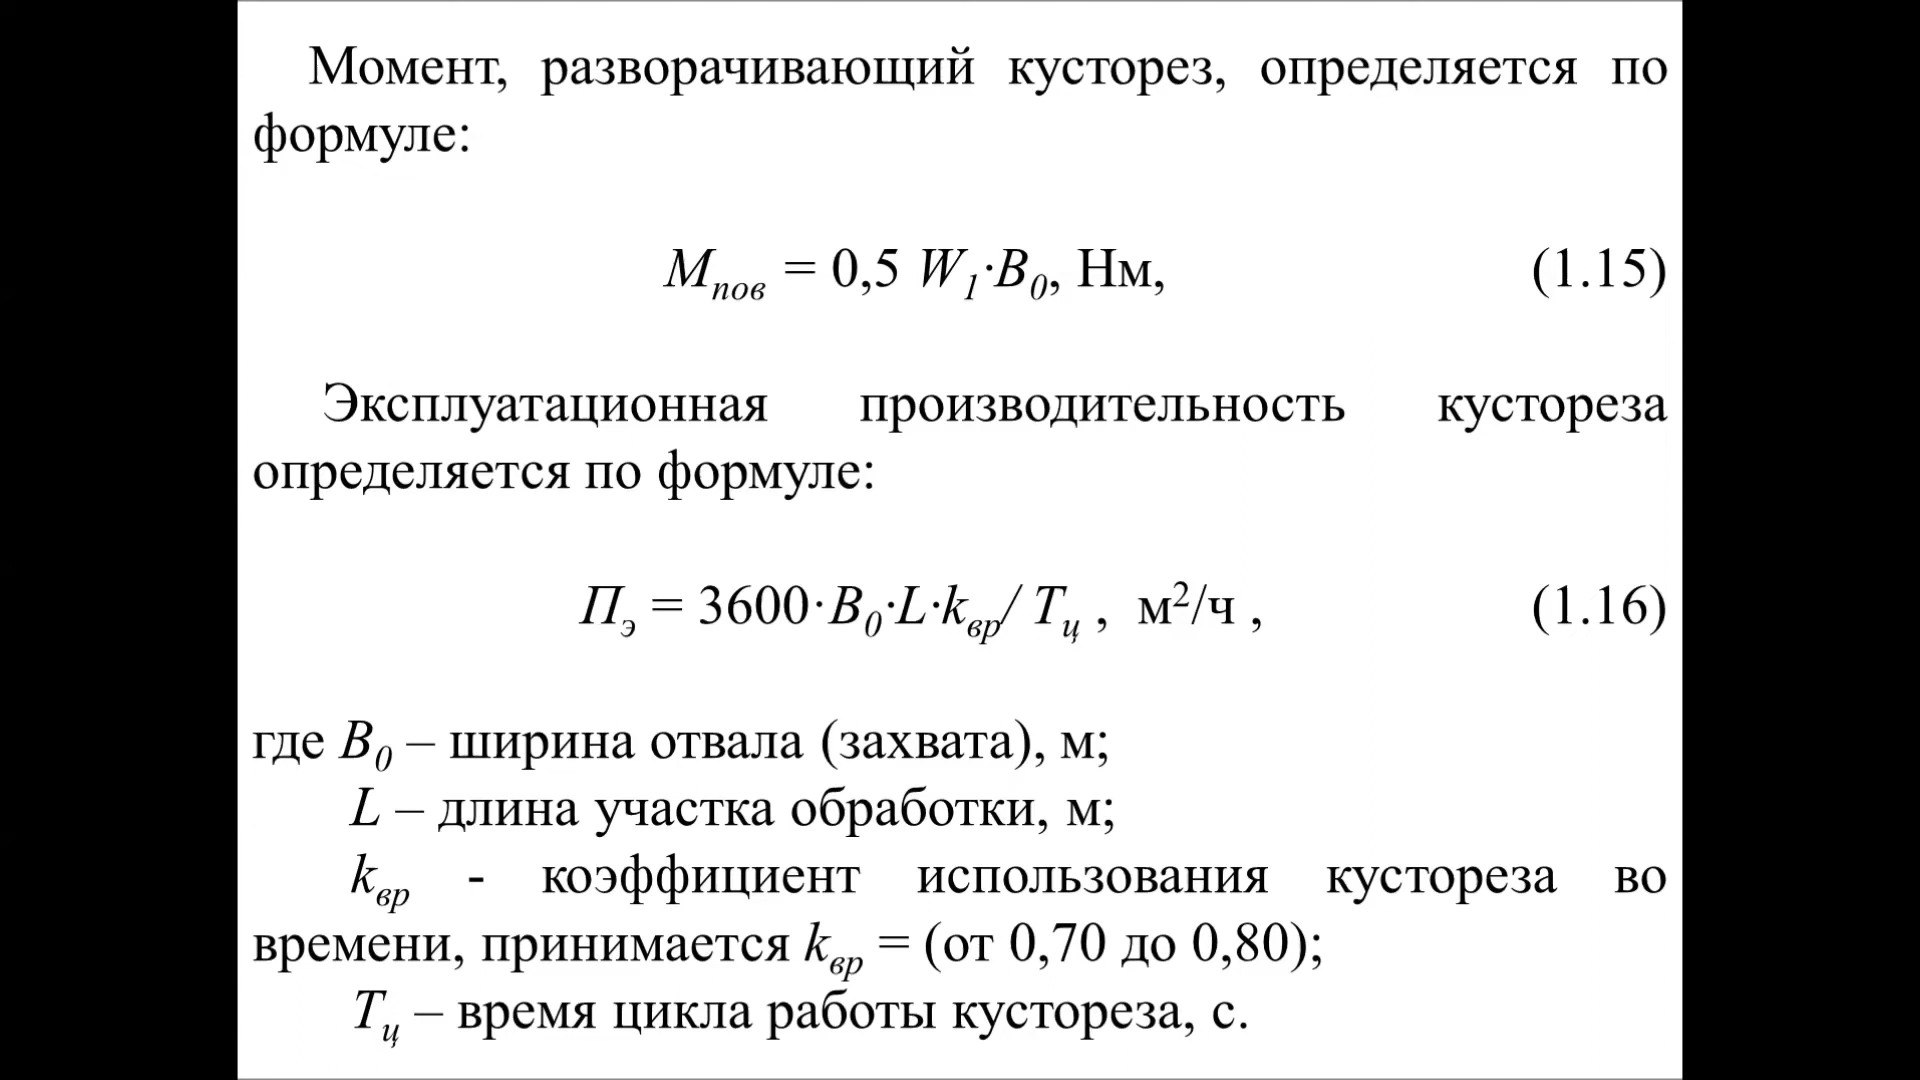 Момент, разворачивающий кусторез, определяется по
формуле:
Mпов = 0,5 W1·B0, Нм, (1.15)
Эксплуатационная производительность кустореза
определяется по формуле:
Пэ = 3600·B0·L·kвр/ Tц , м²/ч , (1.16)
где B0 – ширина отвала (захвата), м;
L – длина участка обработки, м;
kвр - коэффициент использования кустореза во
времени, принимается kвр = (от 0,70 до 0,80);
Tц – время цикла работы кустореза, с.